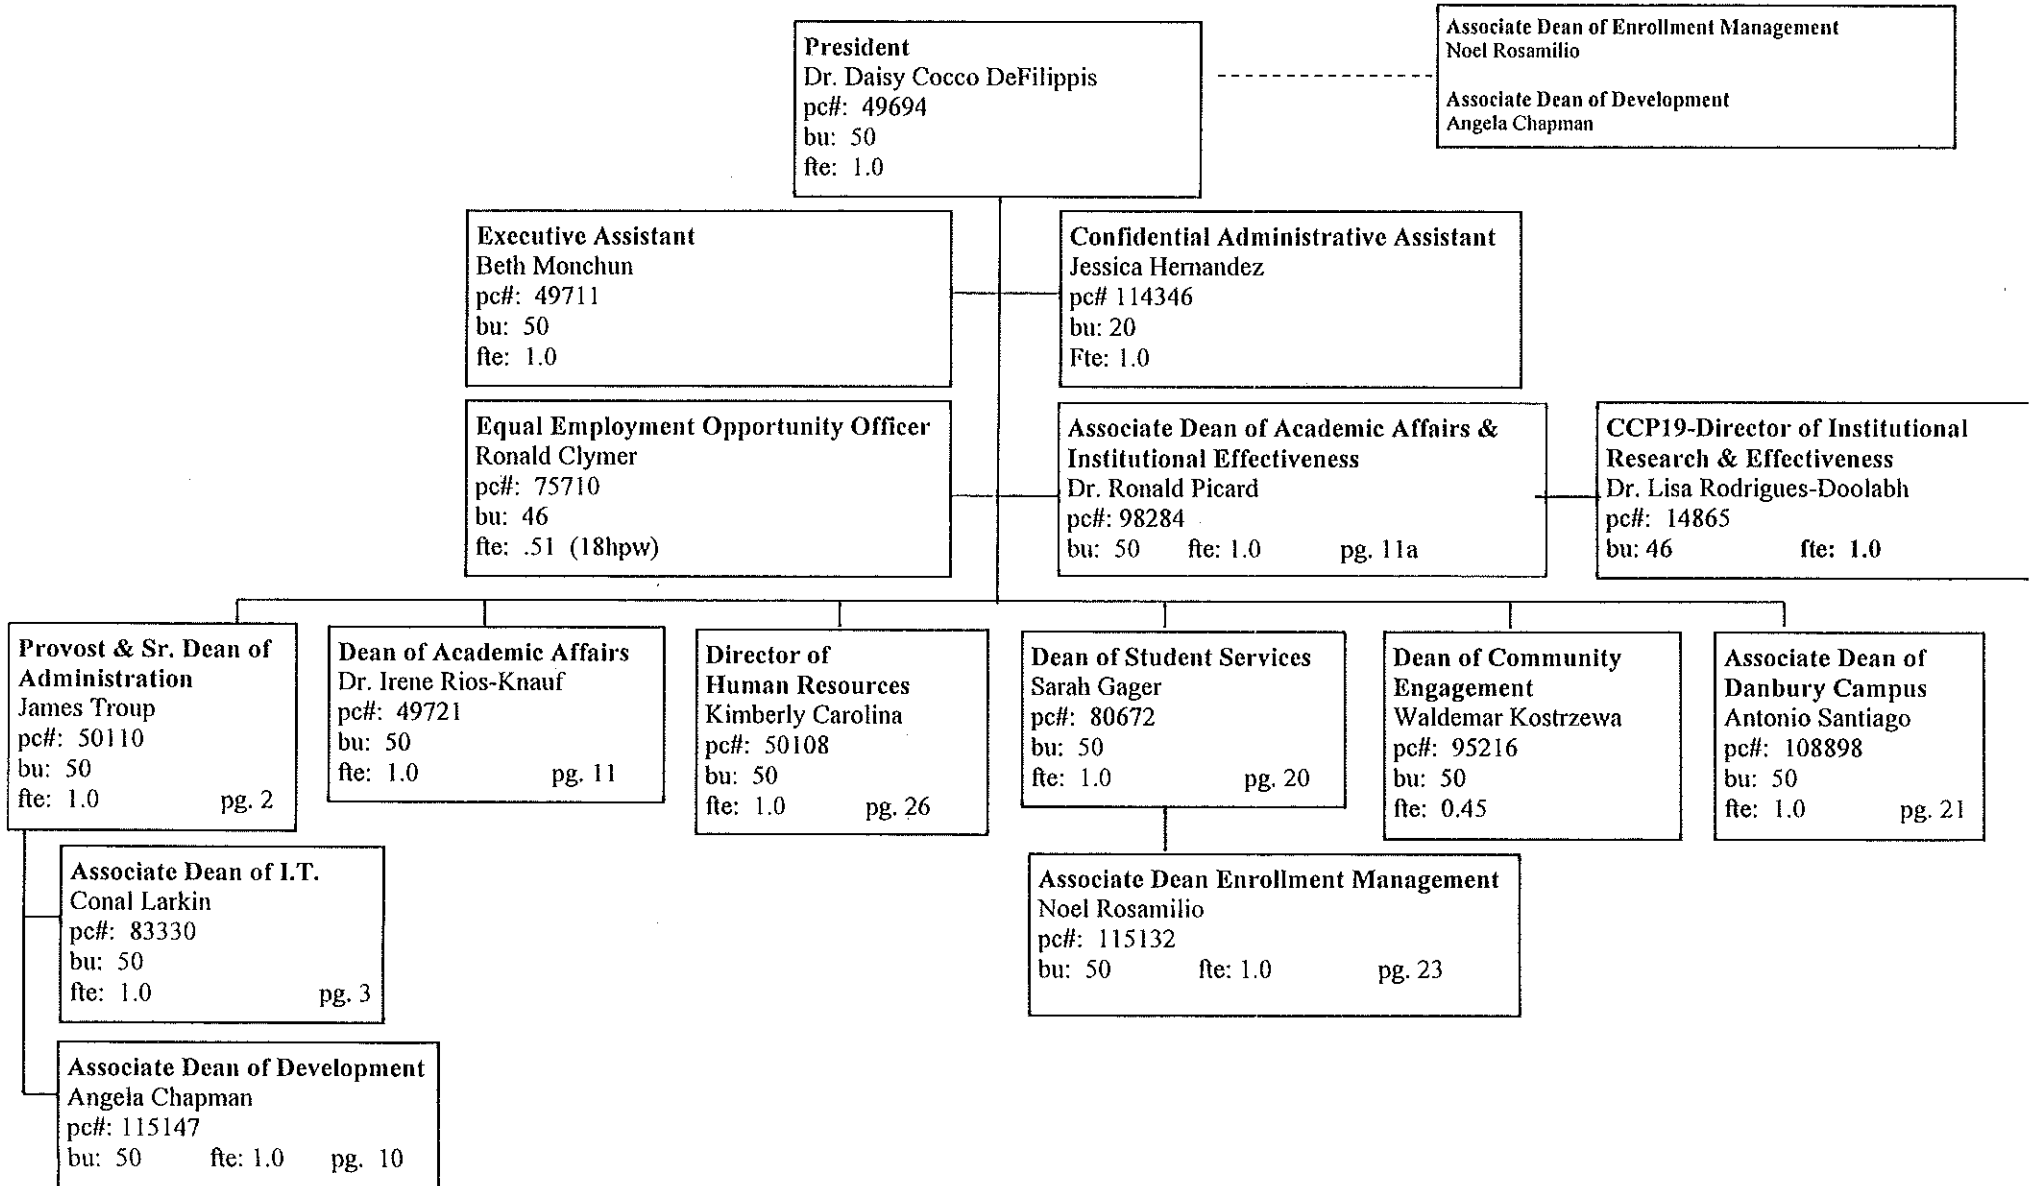 President
Dr. Daisy Cocco DeFilippis
pc#: 49694
bu: 50
fte: 1.0
Associate Dean of Enrollment Management
Noel Rosamilio
Associate Dean of Development
Angela Chapman
Executive Assistant
Beth Monchun
pc#: 49711
bu: 50
fte: 1.0
Confidential Administrative Assistant
Jessica Hernandez
pc# 114346
bu: 20
Fte: 1.0
Equal Employment Opportunity Officer
Ronald Clymer
pc#: 75710
bu: 46
fte: .51 (18hpw)
Associate Dean of Academic Affairs &
Institutional Effectiveness
Dr. Ronald Picard
pc#: 98284
bu: 50 fte: 1.0 pg. 11a
CCP19-Director of Institutional
Research & Effectiveness
Dr. Lisa Rodrigues-Doolabh
pc#: 14865
bu: 46 fte: 1.0
Provost & Sr. Dean of
Administration
James Troup
pc#: 50110
bu: 50
fte: 1.0 pg. 2
Dean of Academic Affairs
Dr. Irene Rios-Knauf
pc#: 49721
bu: 50
fte: 1.0 pg. 11
Director of
Human Resources
Kimberly Carolina
pc#: 50108
bu: 50
fte: 1.0 pg. 26
Dean of Student Services
Sarah Gager
pc#: 80672
bu: 50
fte: 1.0 pg. 20
Dean of Community
Engagement
Waldemar Kostrzewa
pc#: 95216
bu: 50
fte: 0.45
Associate Dean of
Danbury Campus
Antonio Santiago
pc#: 108898
bu: 50
fte: 1.0 pg. 21
Associate Dean of I.T.
Conal Larkin
pc#: 83330
bu: 50
fte: 1.0 pg. 3
Associate Dean Enrollment Management
Noel Rosamilio
pc#: 115132
bu: 50 fte: 1.0 pg. 23
Associate Dean of Development
Angela Chapman
pc#: 115147
bu: 50 fte: 1.0 pg. 10